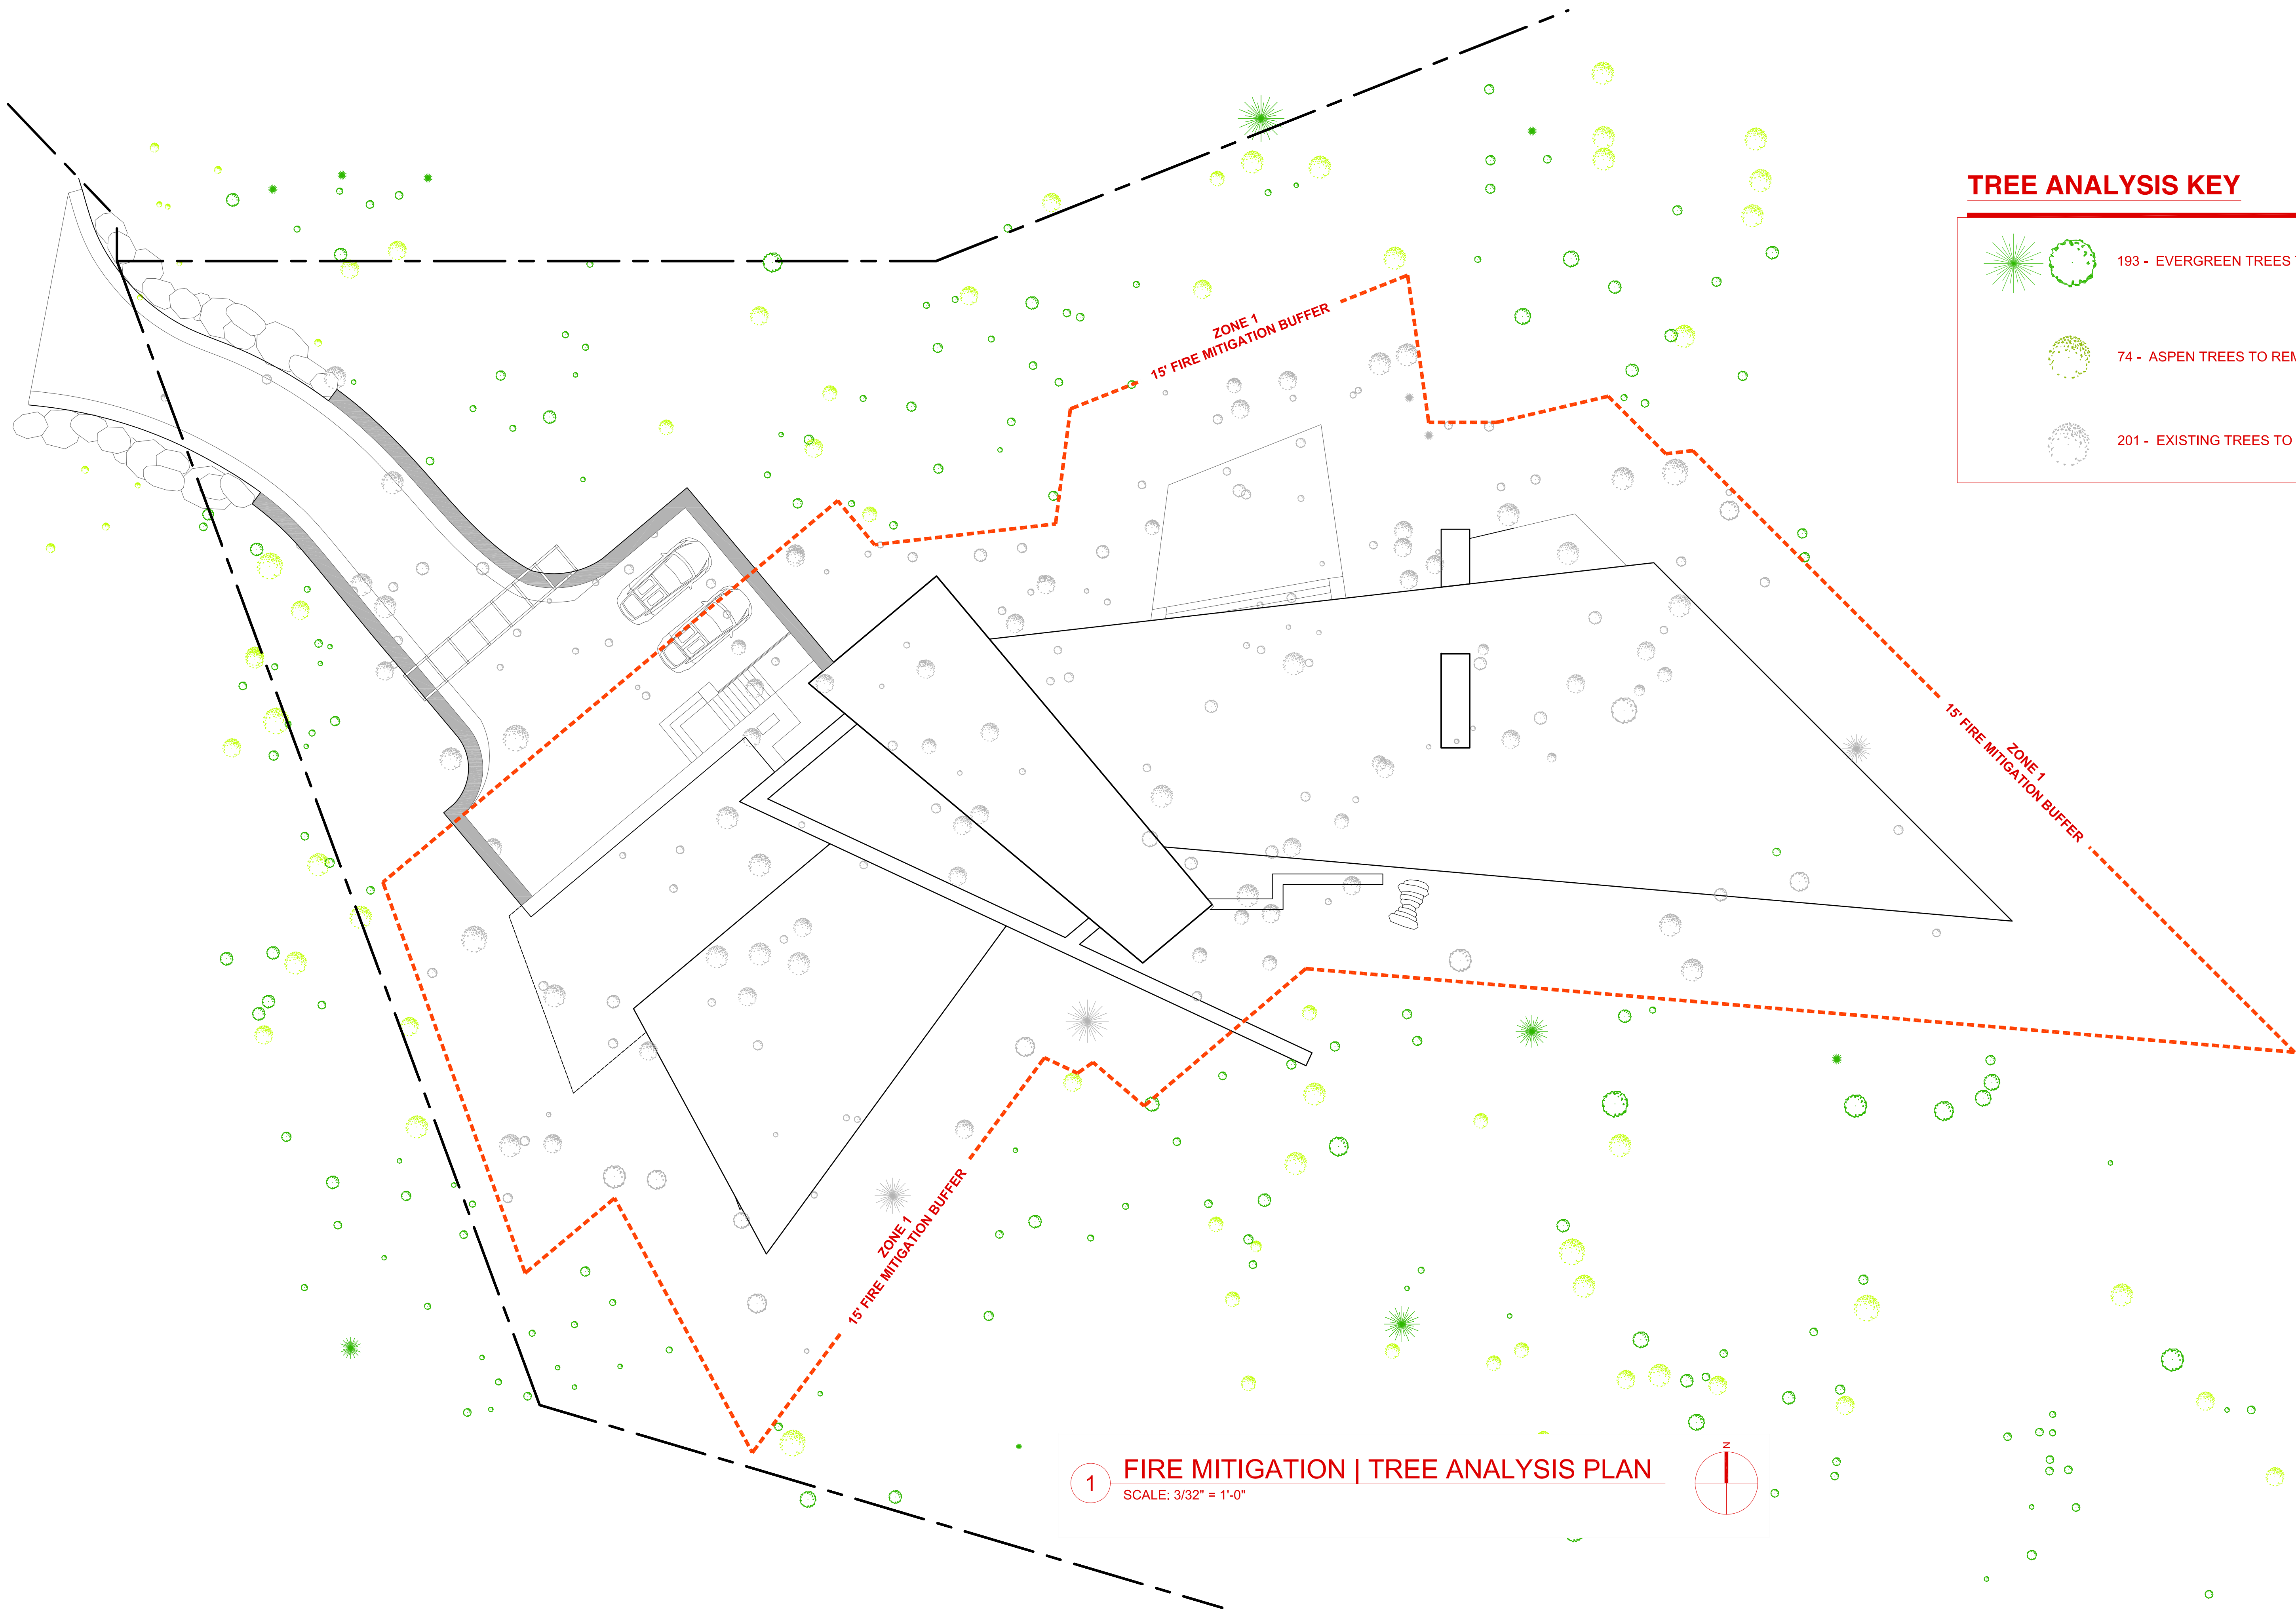 TREE ANALYSIS KEY
193 - EVERGREEN TREES
74 - ASPEN TREES TO
201 - EXISTING TREES TO
ZONE 1
15' FIRE MITIGATION BUFFER
ZONE 1
15' FIRE MITIGATION BUFFER
ZONE 1
15' FIRE MITIGATION BUFFER
1
FIRE MITIGATION | TREE ANALYSIS PLAN
SCALE: 3/32" = 1'-0"
N